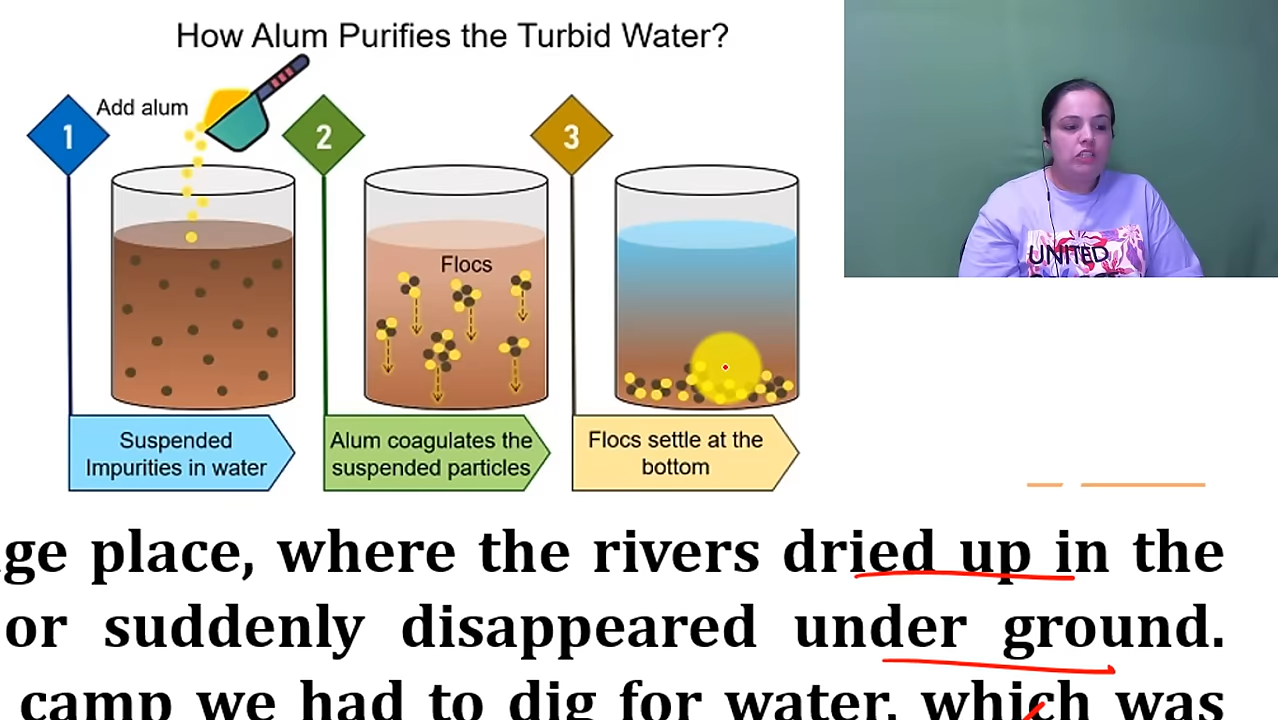 How Alum Purifies the Turbid Water?
Add alum
1
2
3
Flocs
Suspended
Impurities in water
Alum coagulates the
suspended particles
Flocs settle at the
bottom
UNITED
place, where the rivers dried up in the
or suddenly disappeared under ground.
camp we had to dig for water, which was